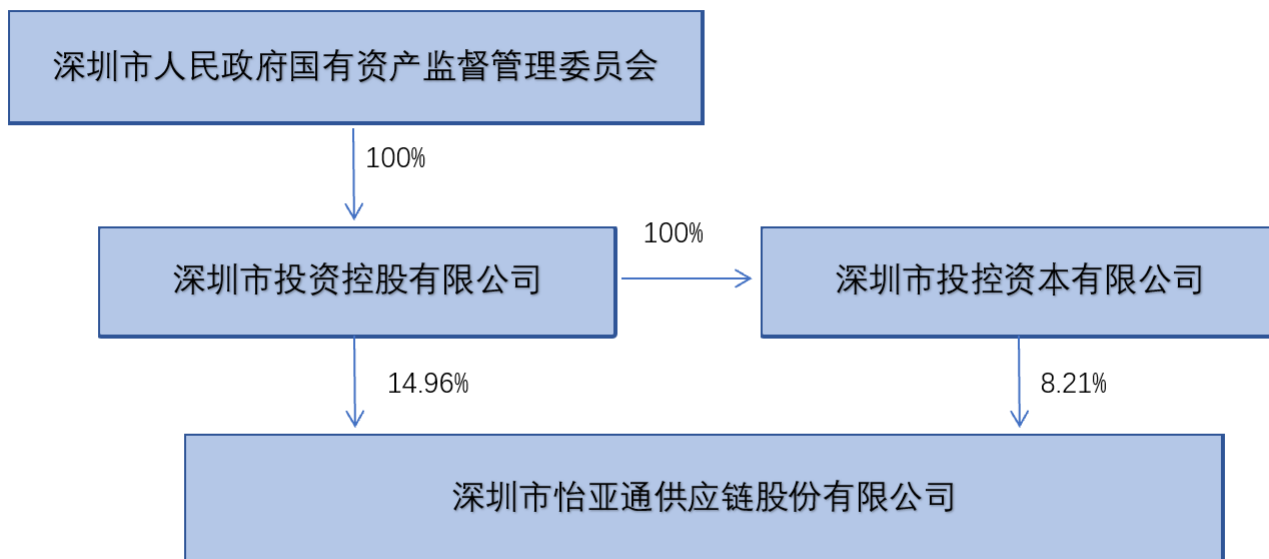 深圳市人民政府国有资产监督管理委员会
100%
100%
深圳市投资控股有限公司
深圳市投控资本有限公司
14.96%
8.21%
深圳市怡亚通供应链股份有限公司